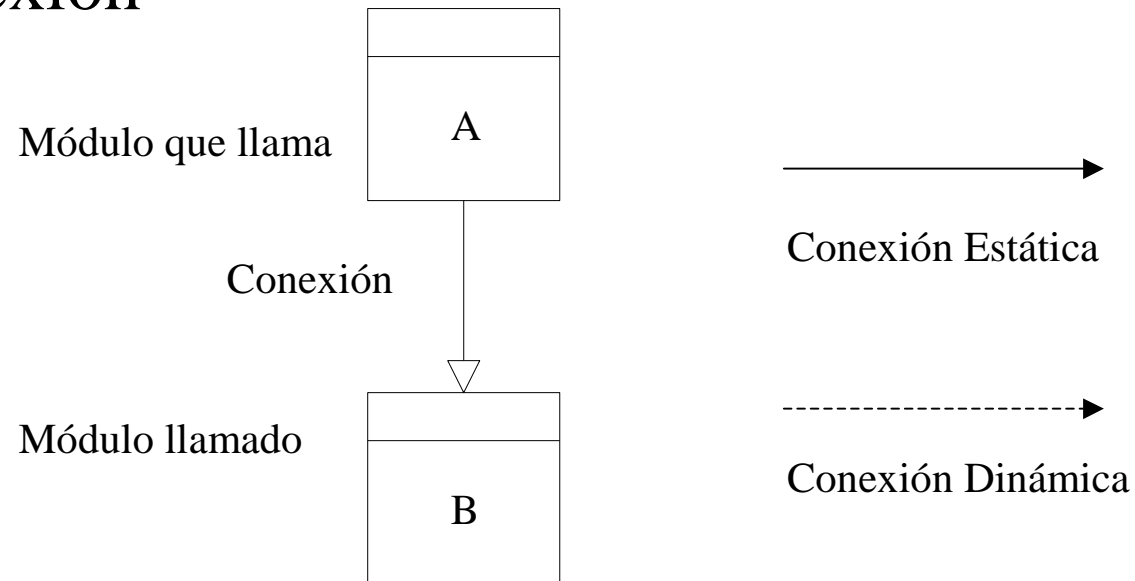 A
Módulo que llama
Conexión Estática
Conexión
Módulo llamado
Conexión Dinámica
B